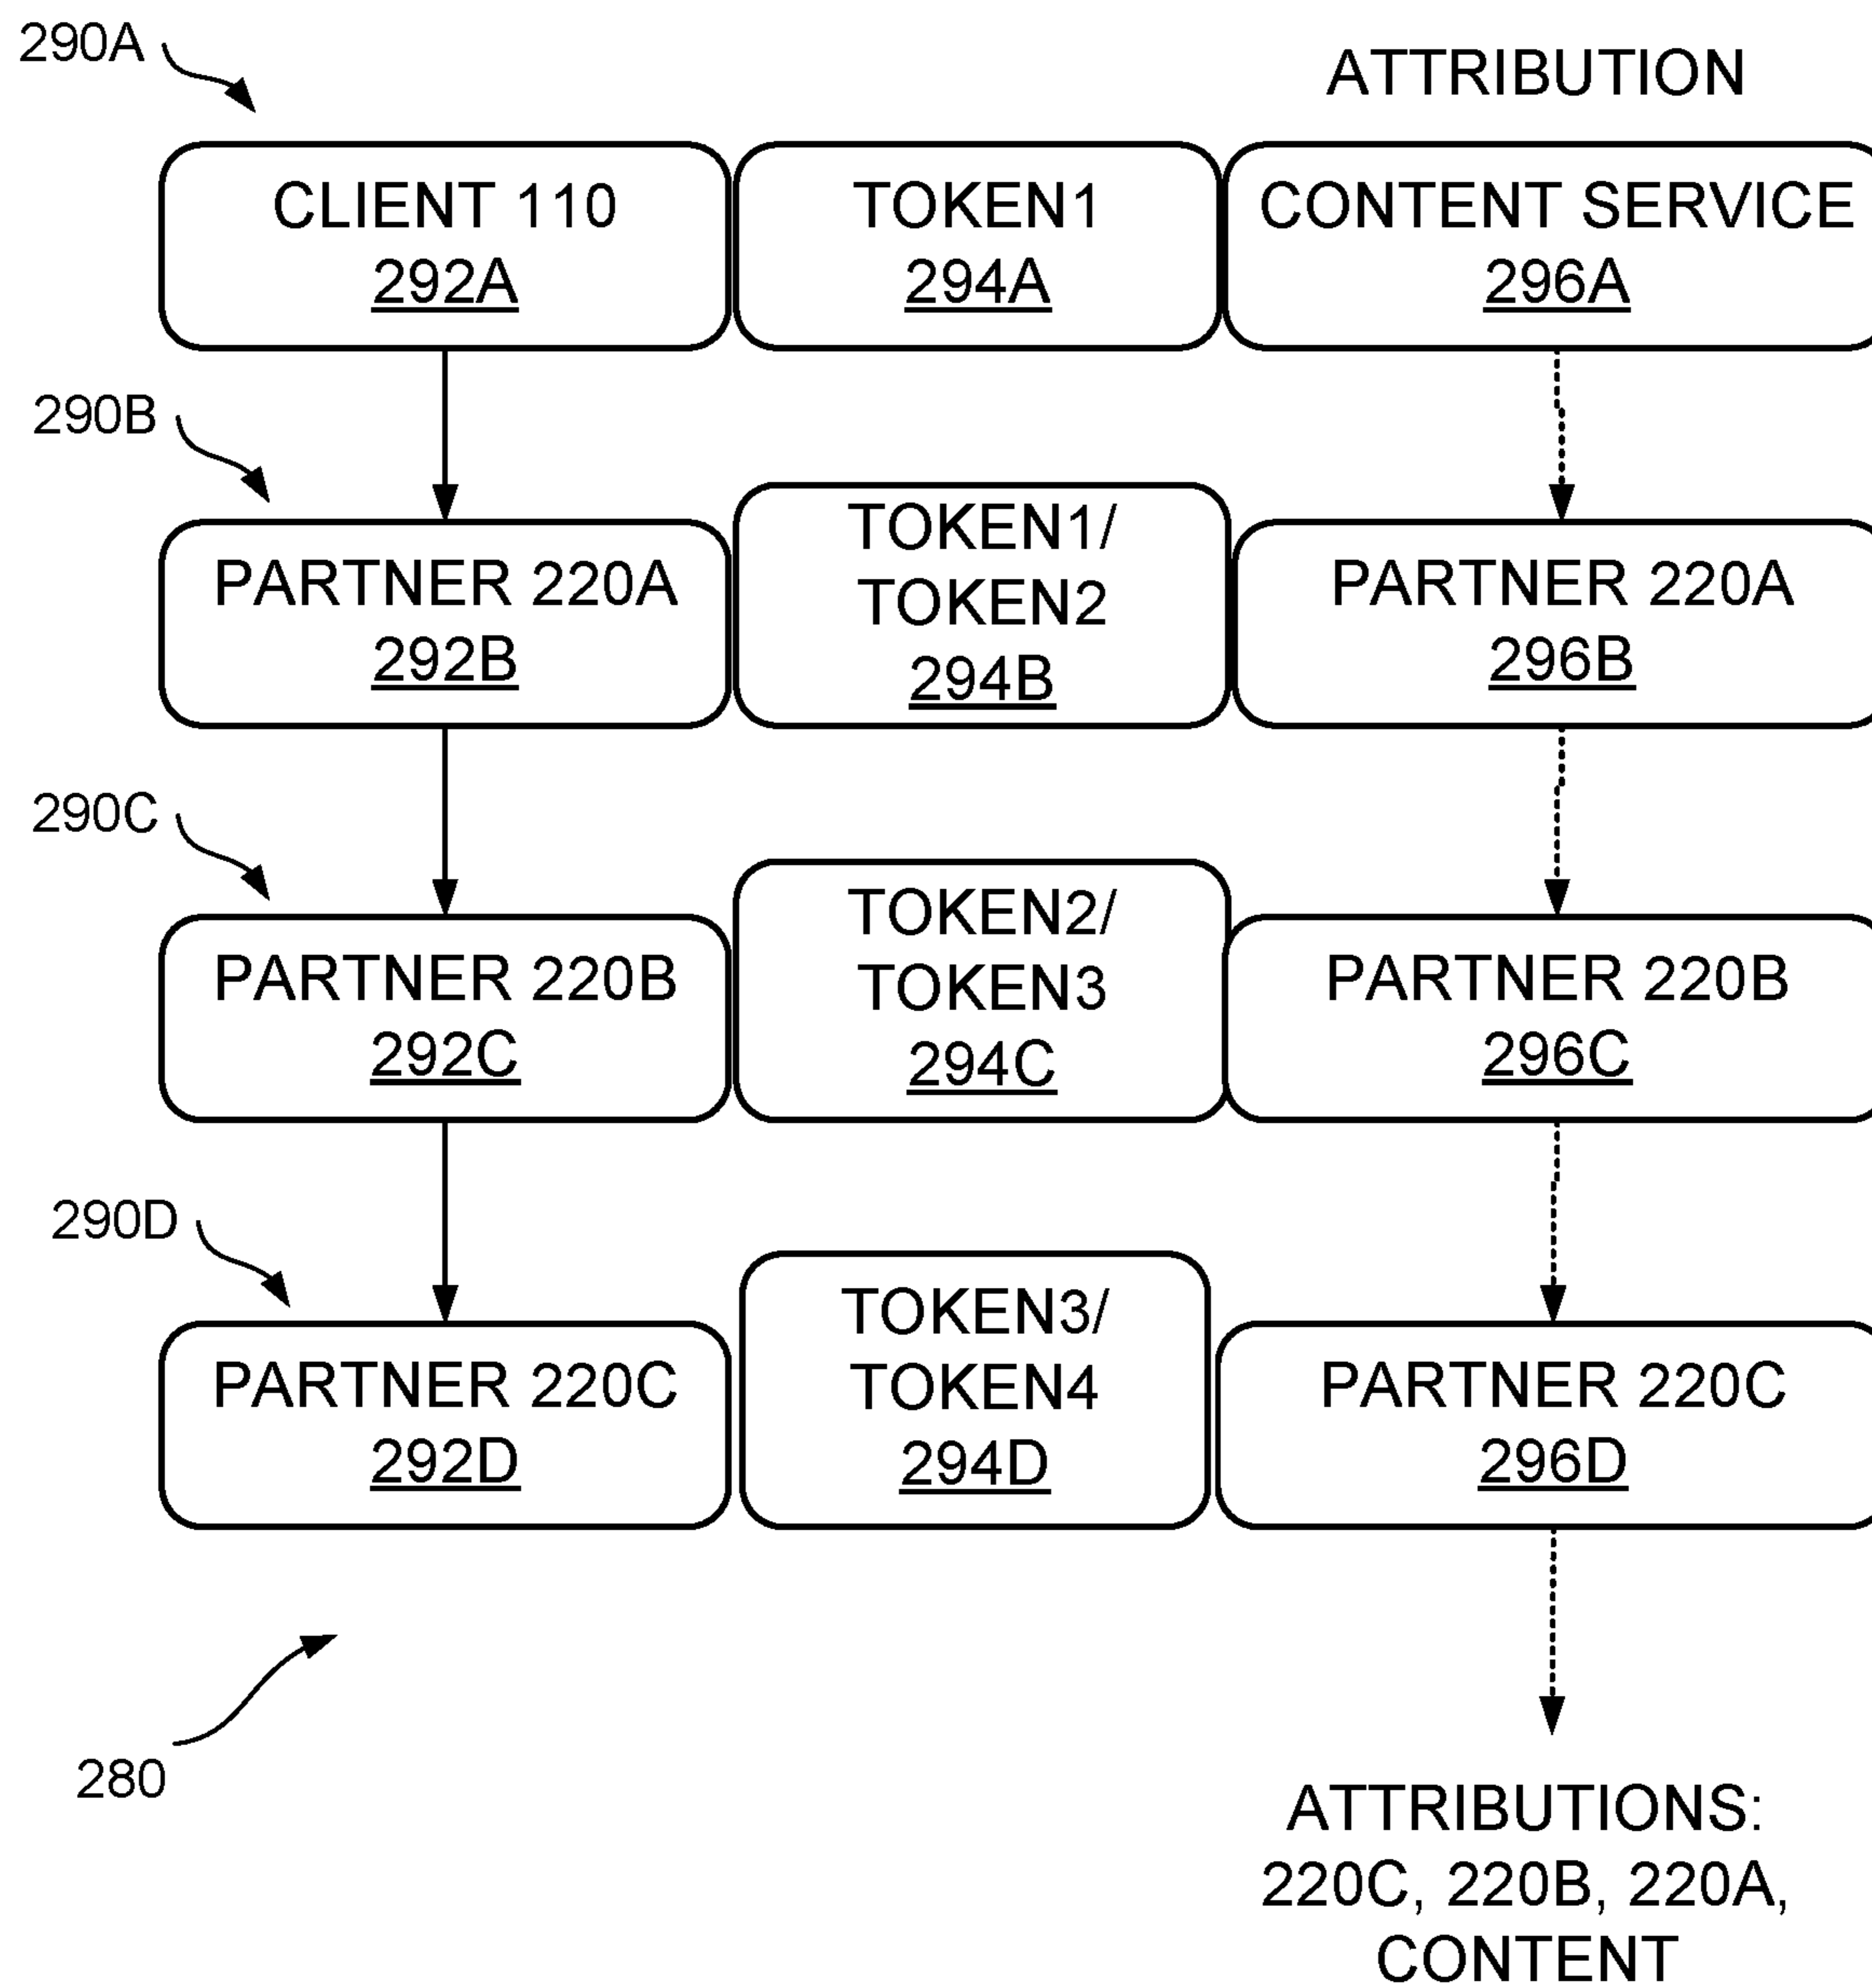 290A
ATTRIBUTION
CLIENT 110
292A
TOKEN1
294A
CONTENT SERVICE
296A
290B
PARTNER 220A
292B
TOKEN1/
TOKEN2
294B
PARTNER 220A
296B
290C
PARTNER 220B
292C
TOKEN2/
TOKEN3
294C
PARTNER 220B
296C
290D
PARTNER 220C
292D
TOKEN3/
TOKEN4
294D
PARTNER 220C
296D
280
ATTRIBUTIONS:
220C, 220B, 220A,
CONTENT